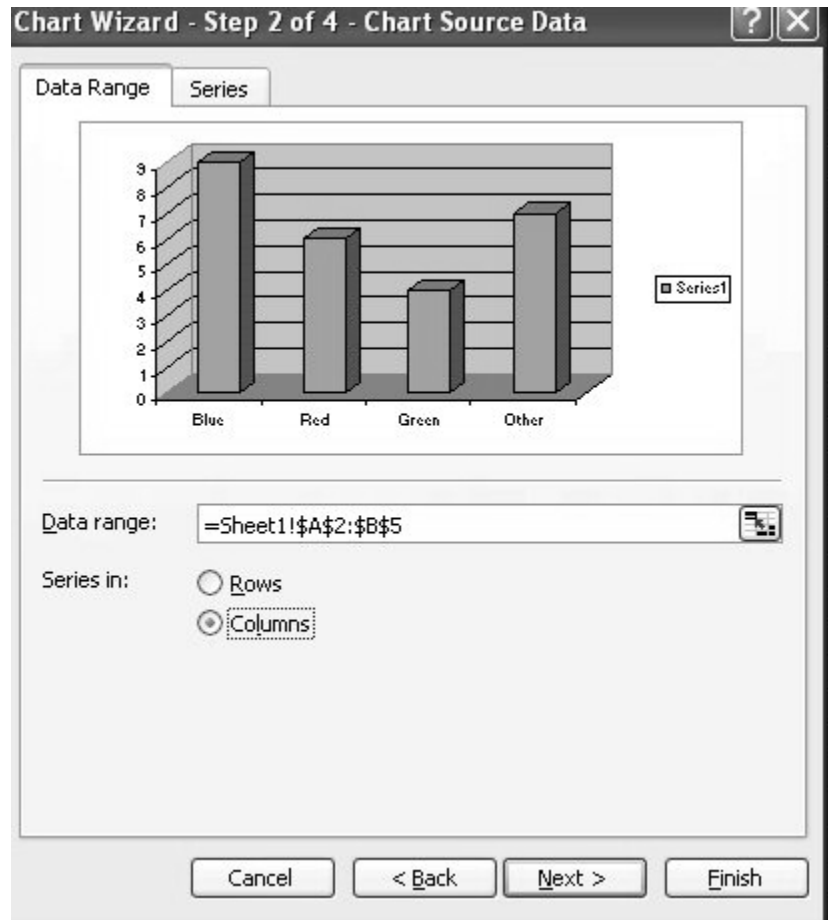 Chart Wizard - Step 2 of 4 - Chart Source Data
Data Range Series
9
8
7
6
5
4
3
2
1
0
Blue Red Green Other
Series1
Data range: =Sheet1!$A$2:$B$5
Series in: Rows
Columns
Cancel < Back Next > Finish